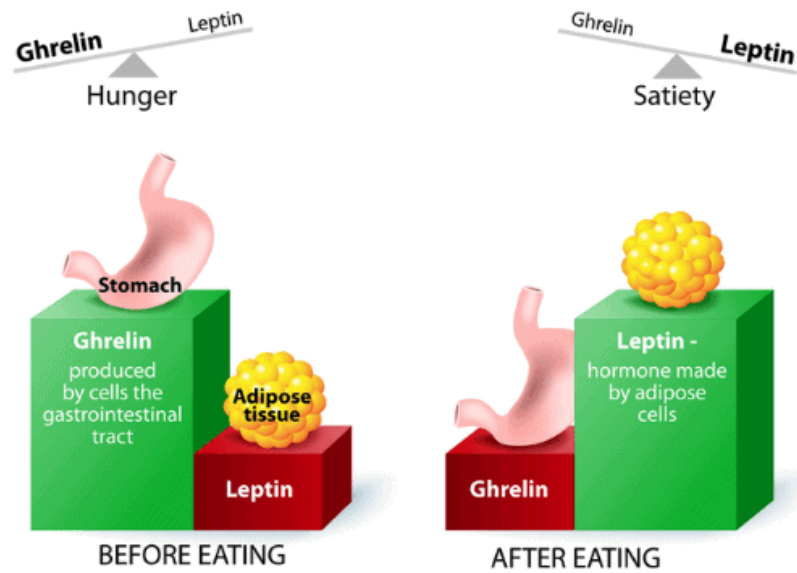 Ghrelin
Leptin
Hunger
Ghrelin
Leptin
Satiety
Stomach
Ghrelin
produced
by cells the
gastrointestinal
tract
Adipose
tissue
Leptin
BEFORE EATING
Leptin -
hormone made
by adipose
cells
Ghrelin
AFTER EATING